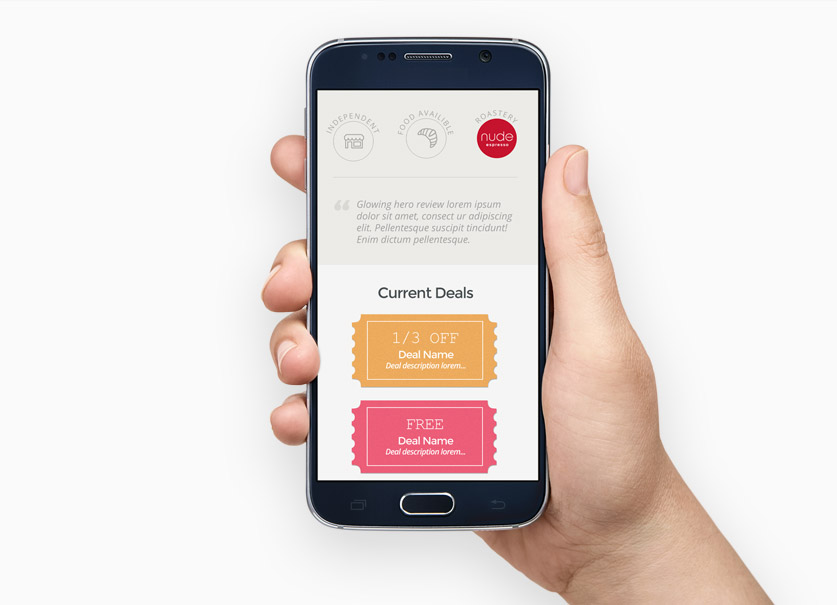 INDEPENDENT
FOOD AVAILIBLE
ROASTERY
nude
espresso
“ Glowing hero review lorem ipsum
dolor sit amet, consect ur adipiscing
elit. Pellentesque suscipit tincidunt!
Enim dictum pellentesque.
Current Deals
1/3 OFF
Deal Name
Deal description lorem...
FREE
Deal Name
Deal description lorem...